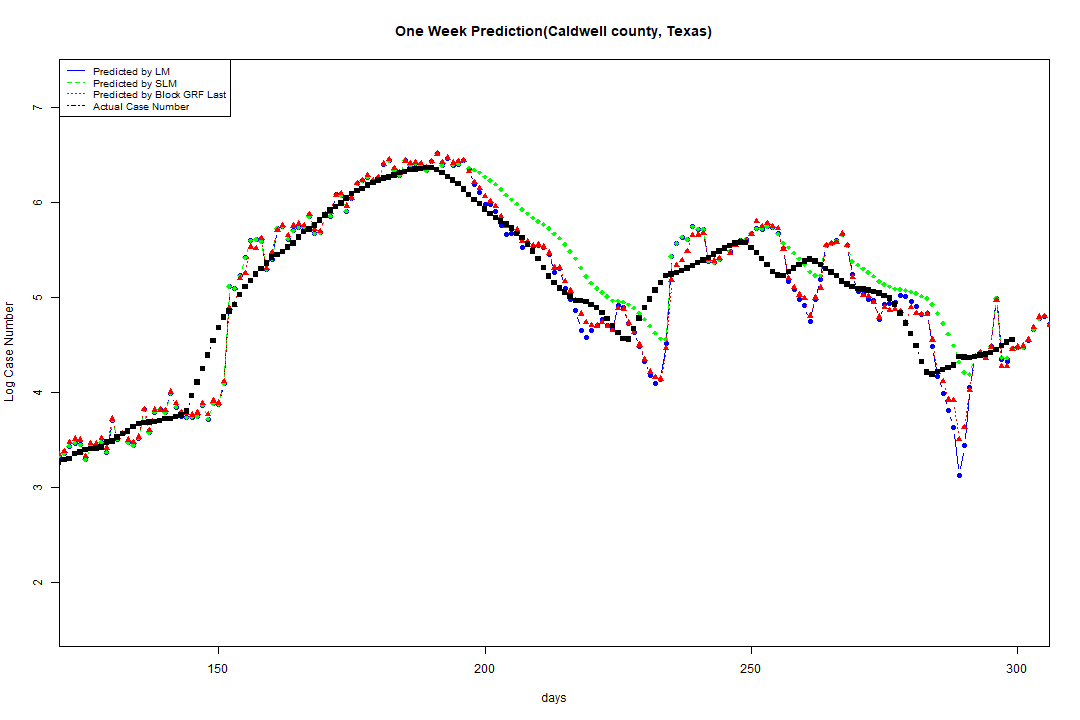 One Week Prediction(Caldwell county, Texas)
Predicted by LM
Predicted by SLM
Predicted by Block GRF Last
Actual Case Number
7
6
5
4
3
2
Log Case Number
150 200 250 300
days